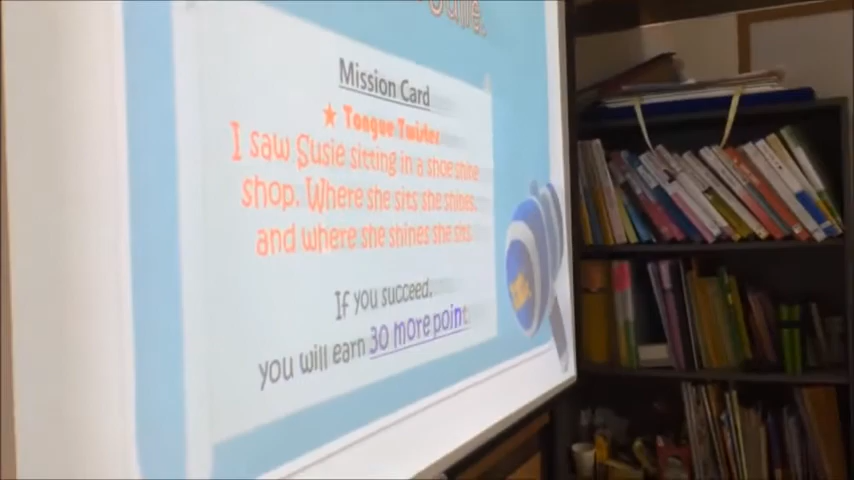 Mission Card
★ Tongue Twister
I saw Susie sitting in a shoe shine
shop. Where she sits she shines,
and where she shines she sits.
If you succeed,
you will earn 30 more point